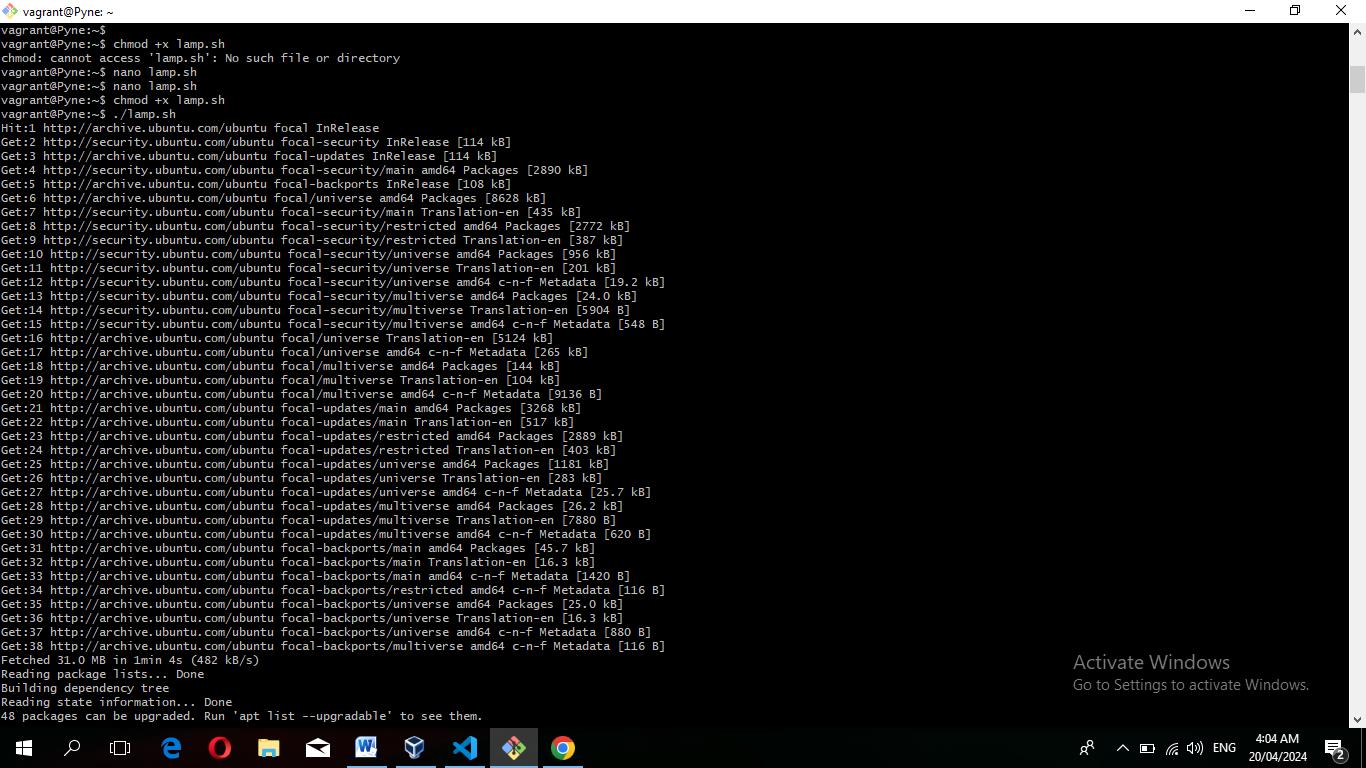 vagrant@Pyne: ~
vagrant@Pyne:~$
vagrant@Pyne:~$ chmod +x lamp.sh
chmod: cannot access 'lamp.sh': No such file or directory
vagrant@Pyne:~$ nano lamp.sh
vagrant@Pyne:~$ nano lamp.sh
vagrant@Pyne:~$ chmod +x lamp.sh
vagrant@Pyne:~$ ./lamp.sh
Hit:1 http://archive.ubuntu.com/ubuntu focal InRelease
Get:2 http://security.ubuntu.com/ubuntu focal-security InRelease [114 kB]
Get:3 http://archive.ubuntu.com/ubuntu focal-updates InRelease [114 kB]
Get:4 http://security.ubuntu.com/ubuntu focal-security/main amd64 Packages [2890 kB]
Get:5 http://archive.ubuntu.com/ubuntu focal-backports InRelease [108 kB]
Get:6 http://archive.ubuntu.com/ubuntu focal/universe amd64 Packages [8628 kB]
Get:7 http://security.ubuntu.com/ubuntu focal-security/main Translation-en [435 kB]
Get:8 http://security.ubuntu.com/ubuntu focal-security/restricted amd64 Packages [2772 kB]
Get:9 http://security.ubuntu.com/ubuntu focal-security/restricted Translation-en [387 kB]
Get:10 http://security.ubuntu.com/ubuntu focal-security/universe amd64 Packages [956 kB]
Get:11 http://security.ubuntu.com/ubuntu focal-security/universe Translation-en [201 kB]
Get:12 http://security.ubuntu.com/ubuntu focal-security/universe amd64 c-n-f Metadata [19.2 kB]
Get:13 http://security.ubuntu.com/ubuntu focal-security/multiverse amd64 Packages [24.0 kB]
Get:14 http://security.ubuntu.com/ubuntu focal-security/multiverse Translation-en [5904 B]
Get:15 http://security.ubuntu.com/ubuntu focal-security/multiverse amd64 c-n-f Metadata [548 B]
Get:16 http://archive.ubuntu.com/ubuntu focal/universe Translation-en [5124 kB]
Get:17 http://archive.ubuntu.com/ubuntu focal/universe amd64 c-n-f Metadata [265 kB]
Get:18 http://archive.ubuntu.com/ubuntu focal/multiverse amd64 Packages [144 kB]
Get:19 http://archive.ubuntu.com/ubuntu focal/multiverse Translation-en [104 kB]
Get:20 http://archive.ubuntu.com/ubuntu focal/multiverse amd64 c-n-f Metadata [9136 B]
Get:21 http://archive.ubuntu.com/ubuntu focal-updates/main amd64 Packages [3268 kB]
Get:22 http://archive.ubuntu.com/ubuntu focal-updates/main Translation-en [517 kB]
Get:23 http://archive.ubuntu.com/ubuntu focal-updates/restricted amd64 Packages [2889 kB]
Get:24 http://archive.ubuntu.com/ubuntu focal-updates/restricted Translation-en [403 kB]
Get:25 http://archive.ubuntu.com/ubuntu focal-updates/universe amd64 Packages [1181 kB]
Get:26 http://archive.ubuntu.com/ubuntu focal-updates/universe Translation-en [283 kB]
Get:27 http://archive.ubuntu.com/ubuntu focal-updates/universe amd64 c-n-f Metadata [25.7 kB]
Get:28 http://archive.ubuntu.com/ubuntu focal-updates/multiverse amd64 Packages [26.2 kB]
Get:29 http://archive.ubuntu.com/ubuntu focal-updates/multiverse Translation-en [7880 B]
Get:30 http://archive.ubuntu.com/ubuntu focal-updates/multiverse amd64 c-n-f Metadata [620 B]
Get:31 http://archive.ubuntu.com/ubuntu focal-backports/main amd64 Packages [45.7 kB]
Get:32 http://archive.ubuntu.com/ubuntu focal-backports/main Translation-en [16.3 kB]
Get:33 http://archive.ubuntu.com/ubuntu focal-backports/main amd64 c-n-f Metadata [1420 B]
Get:34 http://archive.ubuntu.com/ubuntu focal-backports/restricted amd64 c-n-f Metadata [116 B]
Get:35 http://archive.ubuntu.com/ubuntu focal-backports/universe amd64 Packages [25.0 kB]
Get:36 http://archive.ubuntu.com/ubuntu focal-backports/universe Translation-en [16.3 kB]
Get:37 http://archive.ubuntu.com/ubuntu focal-backports/universe amd64 c-n-f Metadata [880 B]
Get:38 http://archive.ubuntu.com/ubuntu focal-backports/multiverse amd64 c-n-f Metadata [116 B]
Fetched 31.0 MB in 1min 4s (482 kB/s)
Reading package lists... Done
Building dependency tree
Reading state information... Done
48 packages can be upgraded. Run 'apt list --upgradable' to see them.
Activate Windows
Go to Settings to activate Windows.
ENG
4:04 AM
20/04/2024
2